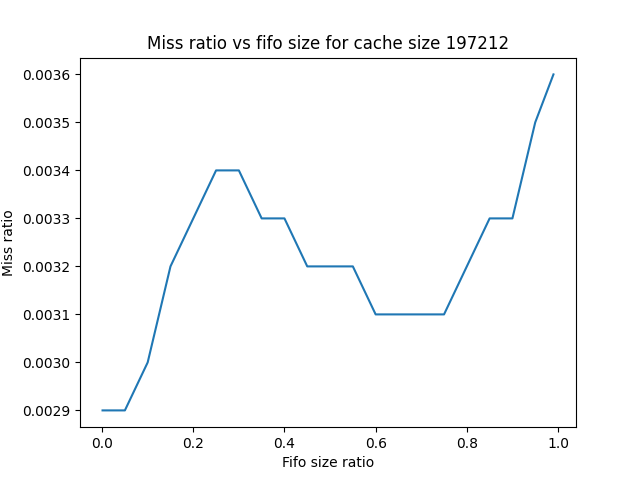 Miss ratio vs fifo size for cache size 197212
0.0036
0.0035
0.0034
0.0033
0.0032
0.0031
0.0030
0.0029
Miss ratio
0.0 0.2 0.4 0.6 0.8 1.0
Fifo size ratio